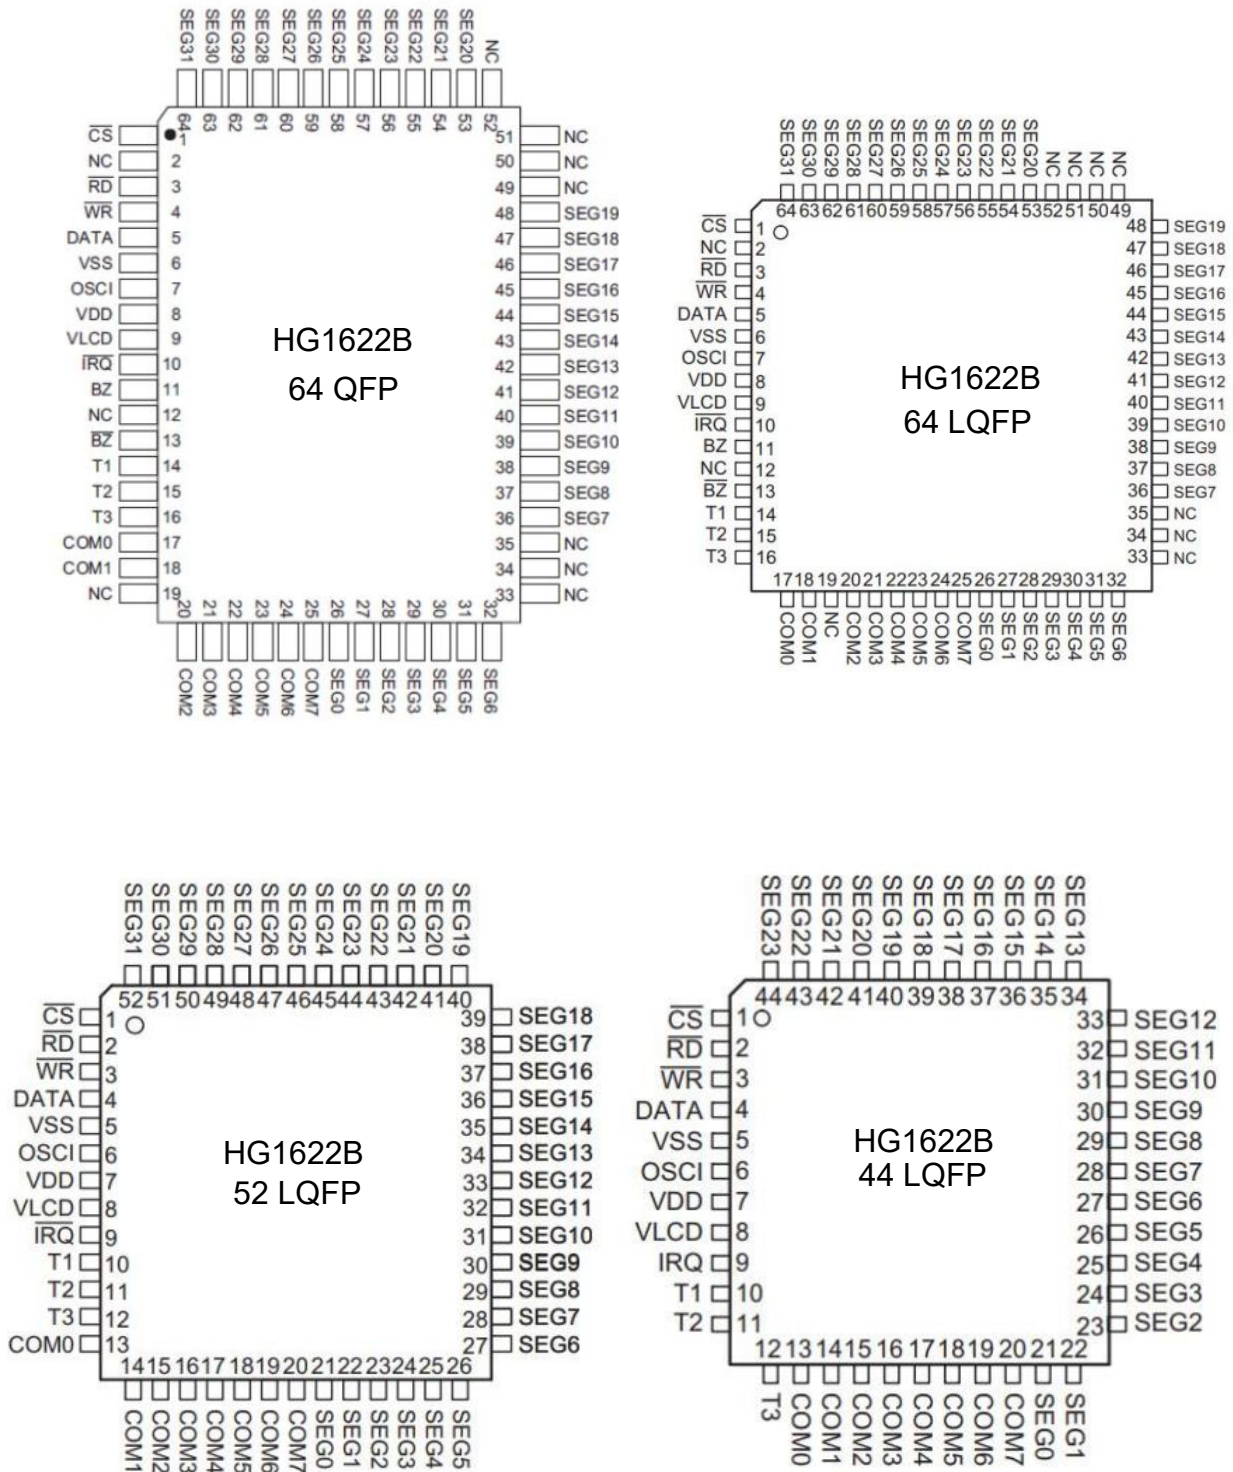 SEG31 SEG30 SEG29 SEG28 SEG27 SEG26 SEG25 SEG24 SEG23 SEG22 SEG21 SEG20 NC
64 63 62 61 60 59 58 57 56 55 54 53 52
CS 1 51 NC
NC 2 50 NC
RD 3 49 NC
WR 4 48 SEG19
DATA 5 47 SEG18
VSS 6 46 SEG17
OSCI 7 45 SEG16
VDD 8 44 SEG15
VLCD 9 43 SEG14
IRQ 10 42 SEG13
BZ 11 41 SEG12
NC 12 40 SEG11
BZ 13 39 SEG10
T1 14 38 SEG9
T2 15 37 SEG8
T3 16 36 SEG7
COM0 17 35 NC
COM1 18 34 NC
NC 19 33 NC
HG1622B
64 QFP
20 21 22 23 24 25 26 27 28 29 30 31 32
COM2 COM3 COM4 COM5 COM6 COM7 SEG0 SEG1 SEG2 SEG3 SEG4 SEG5 SEG6
SEG31 SEG30 SEG29 SEG28 SEG27 SEG26 SEG25 SEG24 SEG23 SEG22 SEG21 SEG20 NC NC NC NC
64 63 62 61 60 59 58 57 56 55 54 53 52 51 50 49
CS 1 48 SEG19
NC 2 47 SEG18
RD 3 46 SEG17
WR 4 45 SEG16
DATA 5 44 SEG15
VSS 6 43 SEG14
OSCI 7 42 SEG13
VDD 8 41 SEG12
VLCD 9 40 SEG11
IRQ 10 39 SEG10
BZ 11 38 SEG9
NC 12 37 SEG8
BZ 13 36 SEG7
T1 14 35 NC
T2 15 34 NC
T3 16 33 NC
HG1622B
64 LQFP
17 18 19 20 21 22 23 24 25 26 27 28 29 30 31 32
COM0 COM1 NC COM2 COM3 COM4 COM5 COM6 COM7 SEG0 SEG1 SEG2 SEG3 SEG4 SEG5 SEG6
SEG31 SEG30 SEG29 SEG28 SEG27 SEG26 SEG25 SEG24 SEG23 SEG22 SEG21 SEG20 SEG19
52 51 50 49 48 47 46 45 44 43 42 41 40
CS 1 39 SEG18
RD 2 38 SEG17
WR 3 37 SEG16
DATA 4 36 SEG15
VSS 5 35 SEG14
OSCI 6 34 SEG13
VDD 7 33 SEG12
VLCD 8 32 SEG11
IRQ 9 31 SEG10
T1 10 30 SEG9
T2 11 29 SEG8
T3 12 28 SEG7
COM0 13 27 SEG6
HG1622B
52 LQFP
14 15 16 17 18 19 20 21 22 23 24 25 26
COM1 COM2 COM3 COM4 COM5 COM6 COM7 SEG0 SEG1 SEG2 SEG3 SEG4 SEG5
SEG23 SEG22 SEG21 SEG20 SEG19 SEG18 SEG17 SEG16 SEG15 SEG14 SEG13
44 43 42 41 40 39 38 37 36 35 34
CS 1 33 SEG12
RD 2 32 SEG11
WR 3 31 SEG10
DATA 4 30 SEG9
VSS 5 29 SEG8
OSCI 6 28 SEG7
VDD 7 27 SEG6
VLCD 8 26 SEG5
IRQ 9 25 SEG4
T1 10 24 SEG3
T2 11 23 SEG2
HG1622B
44 LQFP
12 13 14 15 16 17 18 19 20 21 22
T3 COM0 COM1 COM2 COM3 COM4 COM5 COM6 COM7 SEG0 SEG1